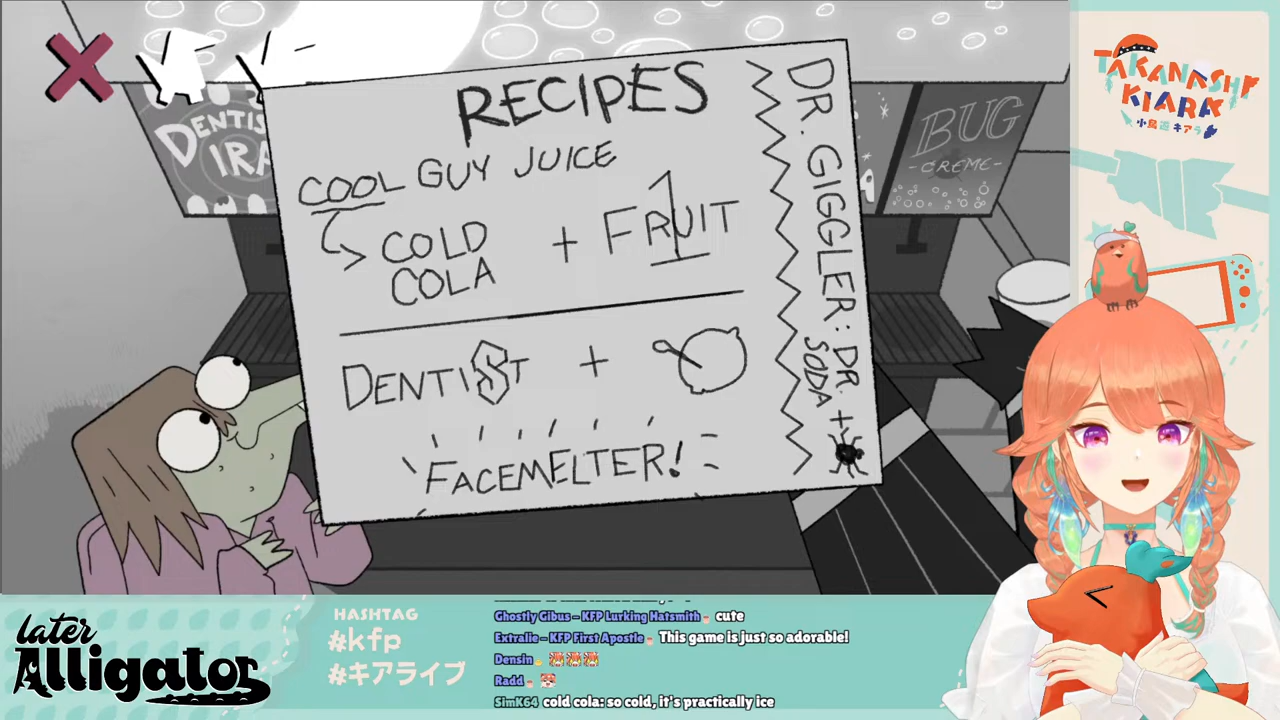 RECIPES
COOL GUY JUICE
COLD COLA + FRUIT
1
DENTIST +
FACEMELTER!
DR. GIGGLER: DR. SODA +
DENTIS
IRA
BUG
-CREME-
TAKANASHI
KIARA
小鳥遊キアラ
later
Alligator
HASHTAG
#kfp
#キアライブ
Ghostly Gibus - KFP Lurking Hatsmith cute
Extralie - KFP First Apostle This game is just so adorable!
Densin
Radd
SimK64 cold cola: so cold, it's practically ice